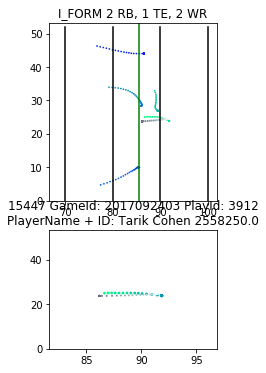 I_FORM 2 RB, 1 TE, 2 WR
50
40
30
20
10
0
70 80 90 100
15447 GameId: 2017092403 PlayId: 3912
PlayerName + ID: Tarik Cohen 2558250.0
40
20
0
85 90 95